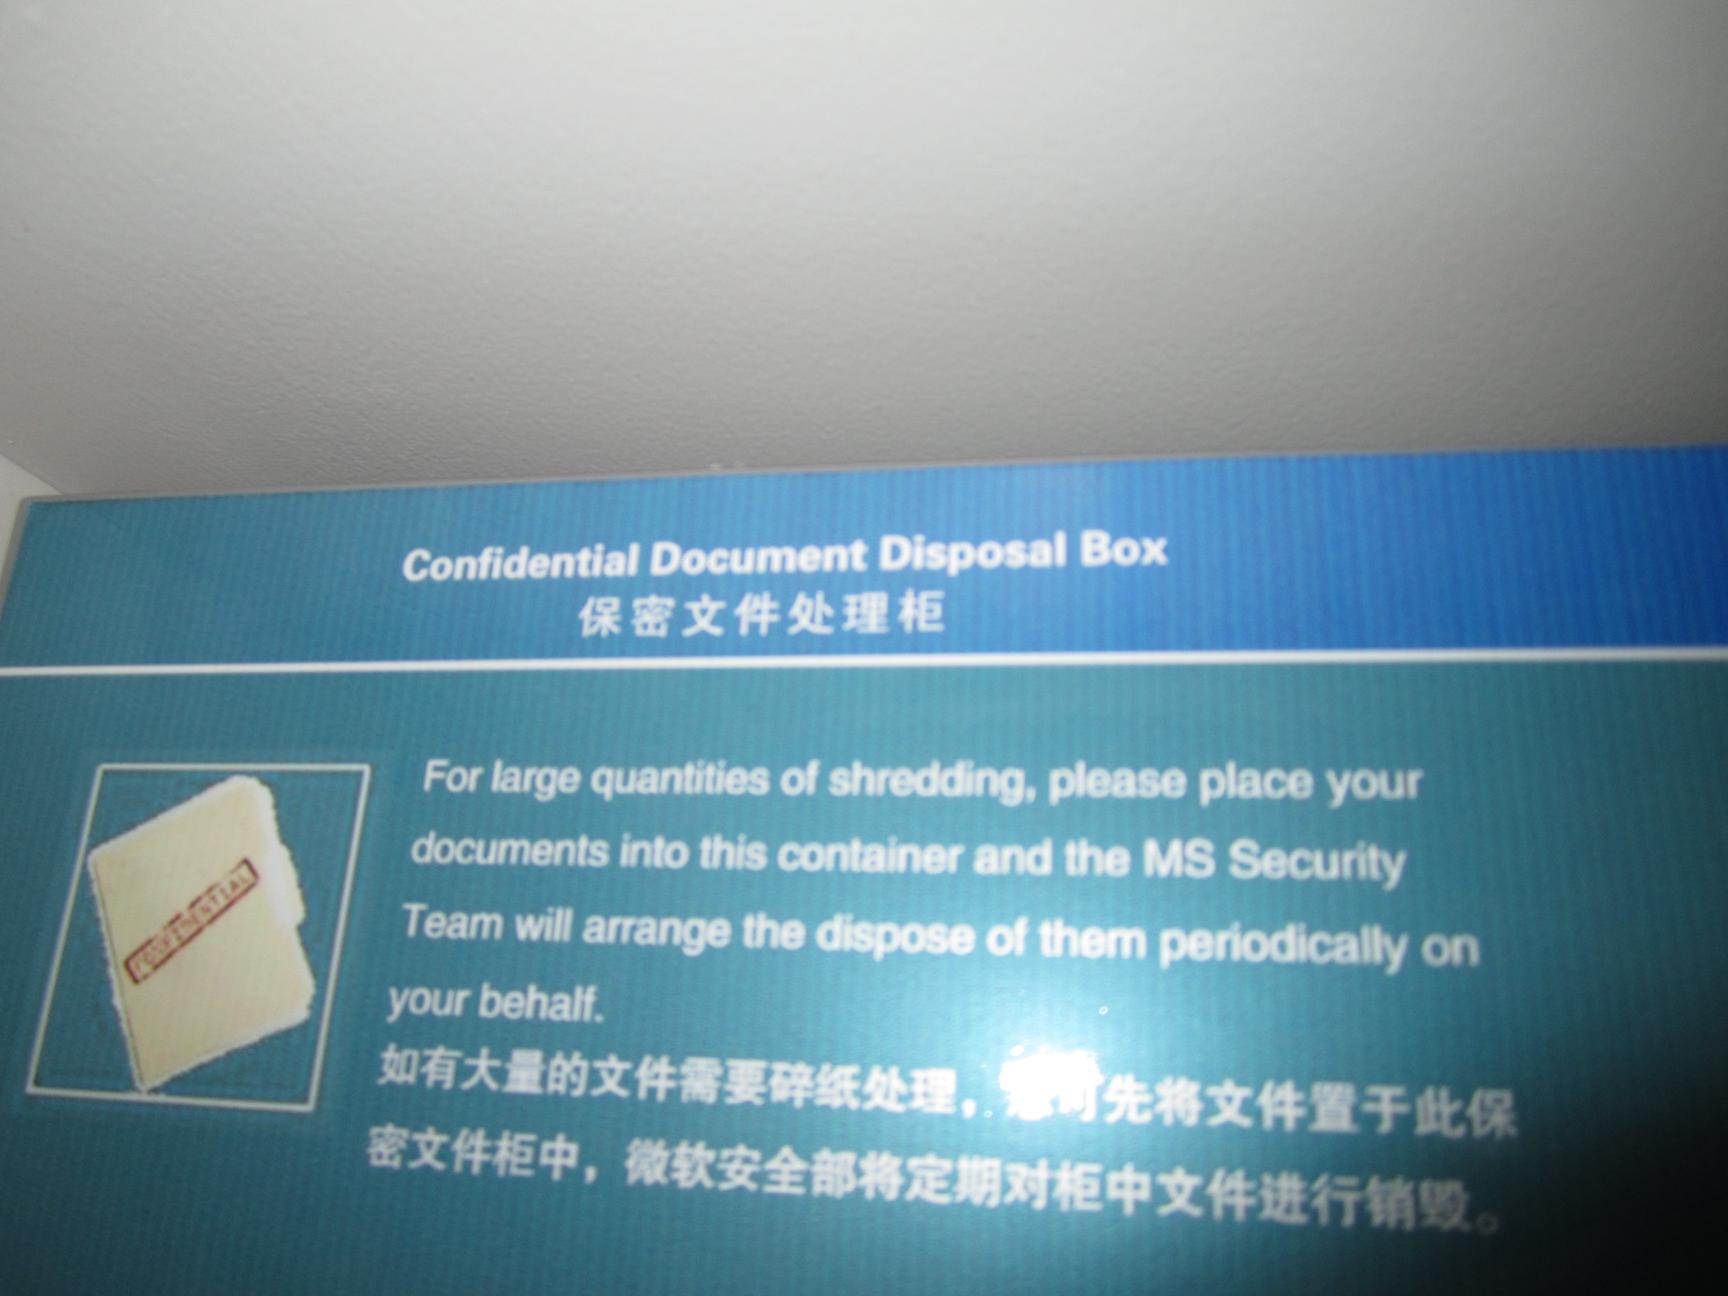 Confidential Document Disposal Box
保密文件处理柜
CONFIDENTIAL
For large quantities of shredding, please place your
documents into this container and the MS Security
Team will arrange the dispose of them periodically on
your behalf.
如有大量的文件需要碎纸处理，您可先将文件置于此保
密文件柜中，微软安全部将定期对柜中文件进行销毁。